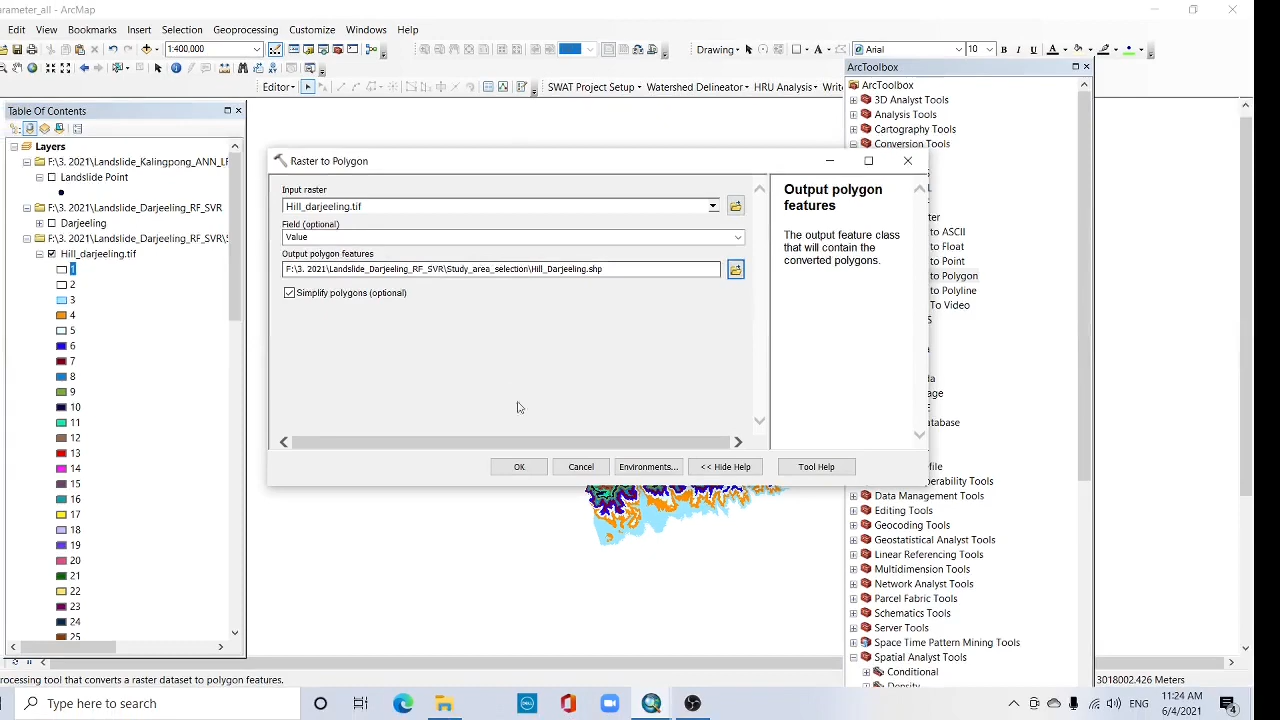 arameter_all - ArcMap
Edit View Bookmarks Insert Selection Geoprocessing Customize Windows Help
1:400,000
Drawing
Arial
10
B I U A
Editor
SWAT Project Setup Watershed Delineator HRU Analysis Write
ArcToolbox
Table Of Contents
Layers
F:\3. 2021\Landslide_Kalingpong_ANN_LF
Landslide Point
F:\3. 2021\Landslide_Darjeeling_RF_SVR
Darjeeling
F:\3. 2021\Landslide_Darjeeling_RF_SVR\S
Hill_darjeeling.tif
1
2
3
4
5
6
7
8
9
10
11
12
13
14
15
16
17
18
19
20
21
22
23
24
25
Raster to Polygon
Input raster
Hill_darjeeling.tif
Field (optional)
Value
Output polygon features
F:\3. 2021\Landslide_Darjeeling_RF_SVR\Study_area_selection\Hill_Darjeeling.shp
Simplify polygons (optional)
OK Cancel Environments... << Hide Help Tool Help
Output polygon
features
The output feature class
that will contain the
converted polygons.
ArcToolbox
3D Analyst Tools
Analysis Tools
Cartography Tools
Conversion Tools
to ASCII
to Float
to Point
to Polygon
to Polyline
To Video
Data Management Tools
Editing Tools
Geocoding Tools
Geostatistical Analyst Tools
Linear Referencing Tools
Multidimension Tools
Network Analyst Tools
Parcel Fabric Tools
Schematics Tools
Server Tools
Space Time Pattern Mining Tools
Spatial Analyst Tools
Conditional
Density
ocessing tool that converts a raster dataset to polygon features.
3018002.426 Meters
Type here to search
11:24 AM
6/4/2021
4